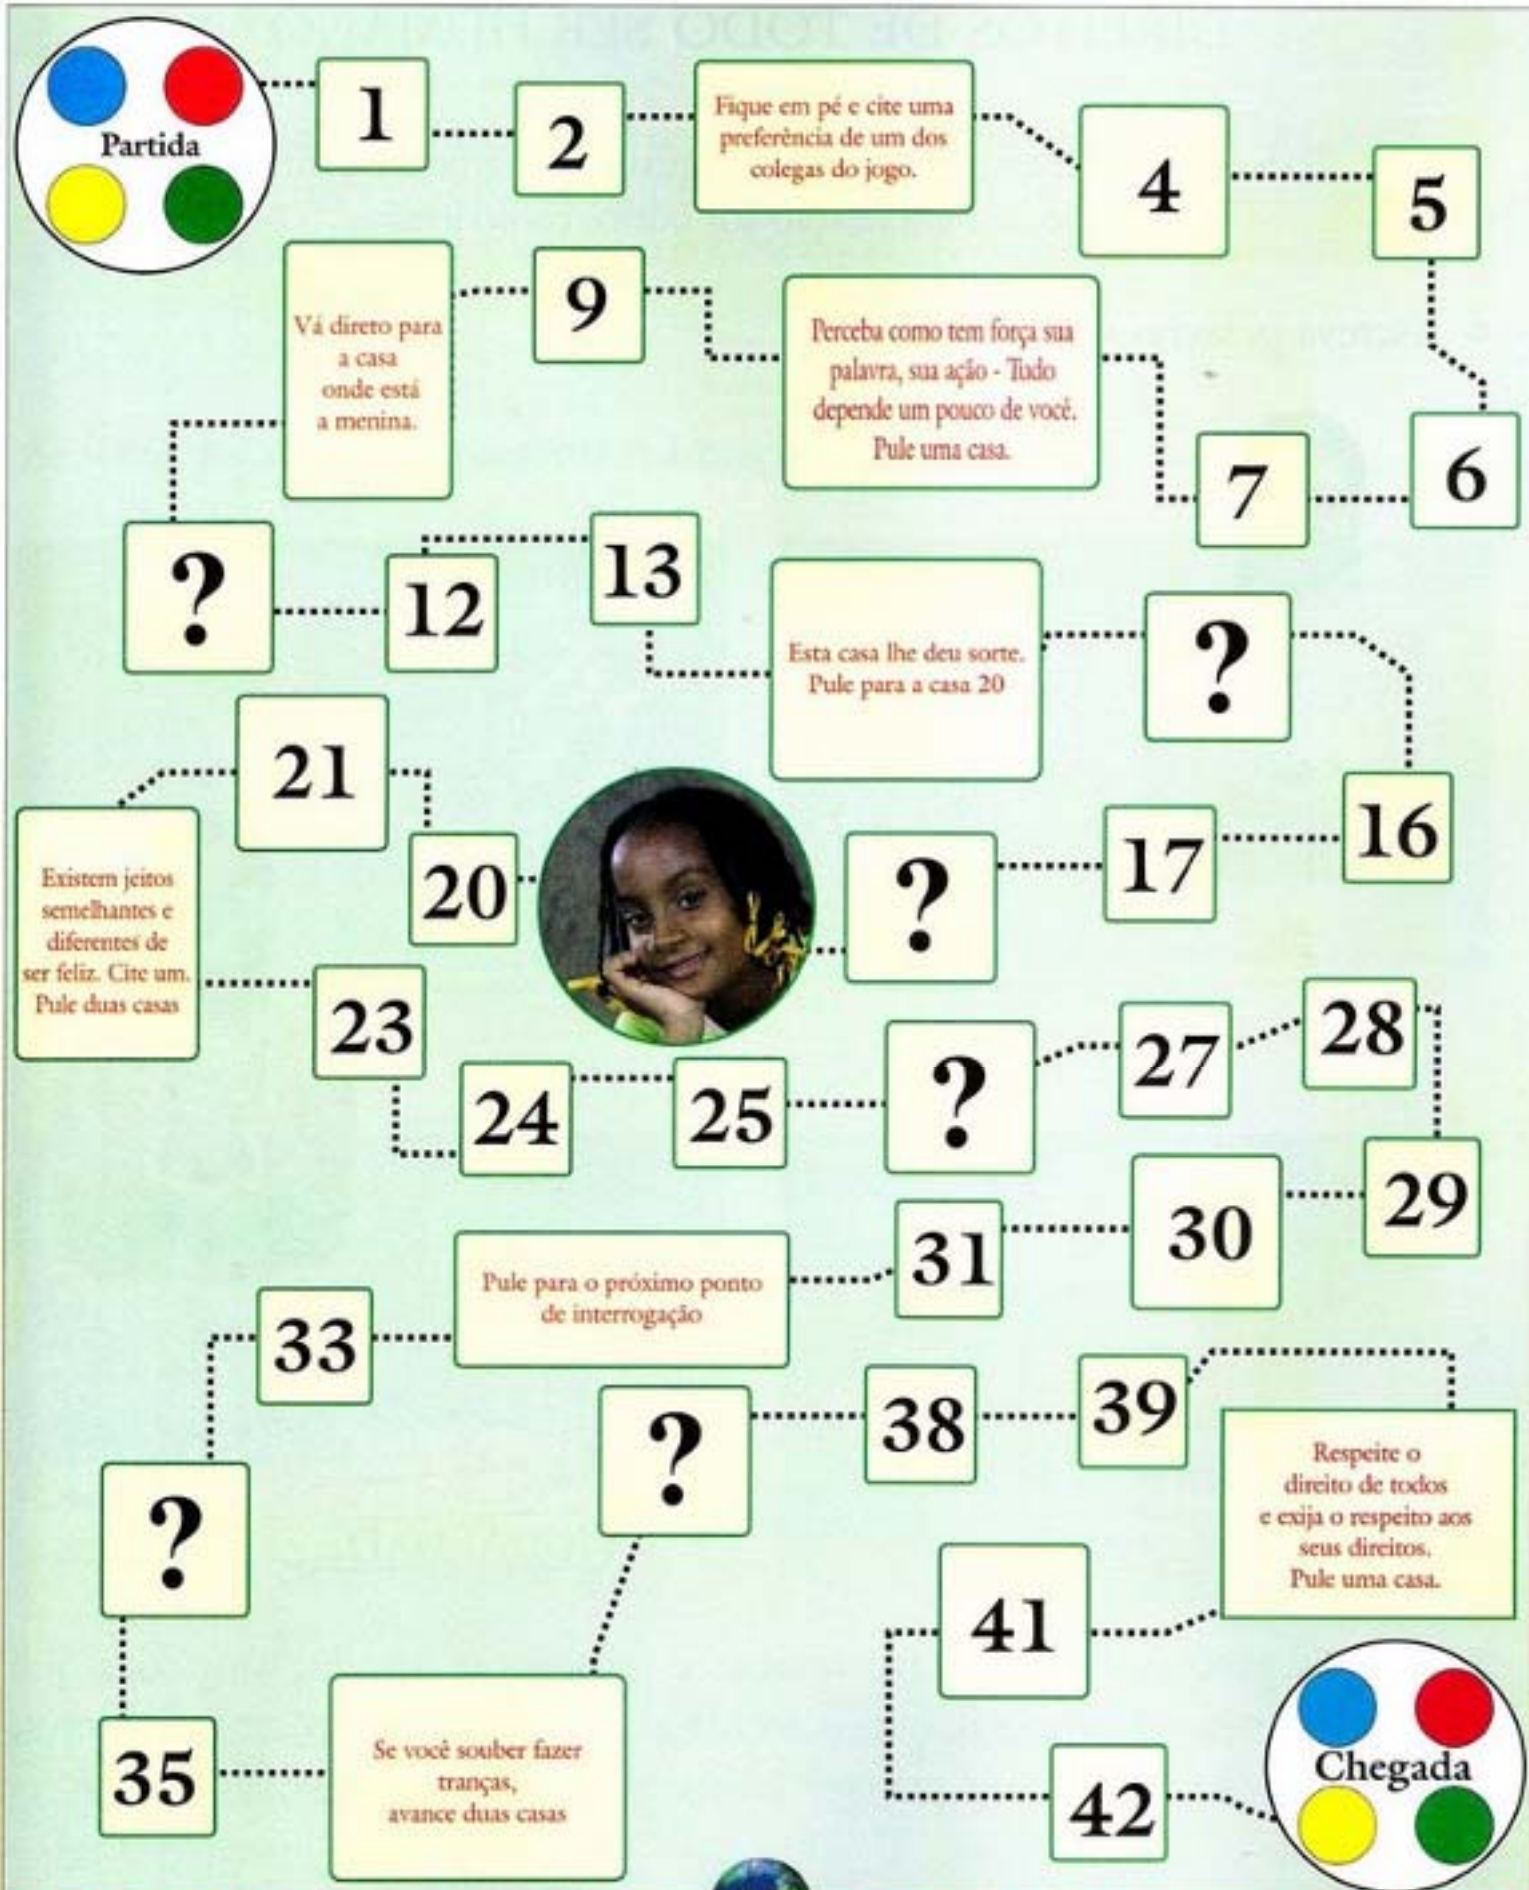 Partida
1
2
Fique em pé e cite uma
preferência de um dos
colegas do jogo.
4
5
6
7
Perceba como tem força sua
palavra, sua ação - Tudo
depende um pouco de você.
Pule uma casa.
9
Vá direto para
a casa
onde está
a menina.
?
12
13
Esta casa lhe deu sorte.
Pule para a casa 20
?
16
17
?
20
21
Existem jeitos
semelhantes e
diferentes de
ser feliz. Cite um.
Pule duas casas
23
24
25
?
27
28
29
30
31
Pule para o próximo ponto
de interrogação
33
?
35
Se você souber fazer
tranças,
avance duas casas
?
38
39
Respeite o
direito de todos
e exija o respeito aos
seus direitos.
Pule uma casa.
41
42
Chegada